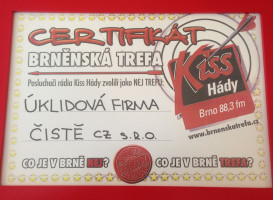 CERTIFIKÁT
BRNĚNSKÁ TREFA
Posluchači rádia Kiss Hády zvolili jako NEJ TREFU:
Kiss
Hády
Brno 88,3 fm
ÚKLIDOVÁ FIRMA
ČISTĚ CZ S.R.O.
www.brnenskatrefa.cz
CO JE V BRNĚ NEJ?
CO JE V BRNĚ TREFA?